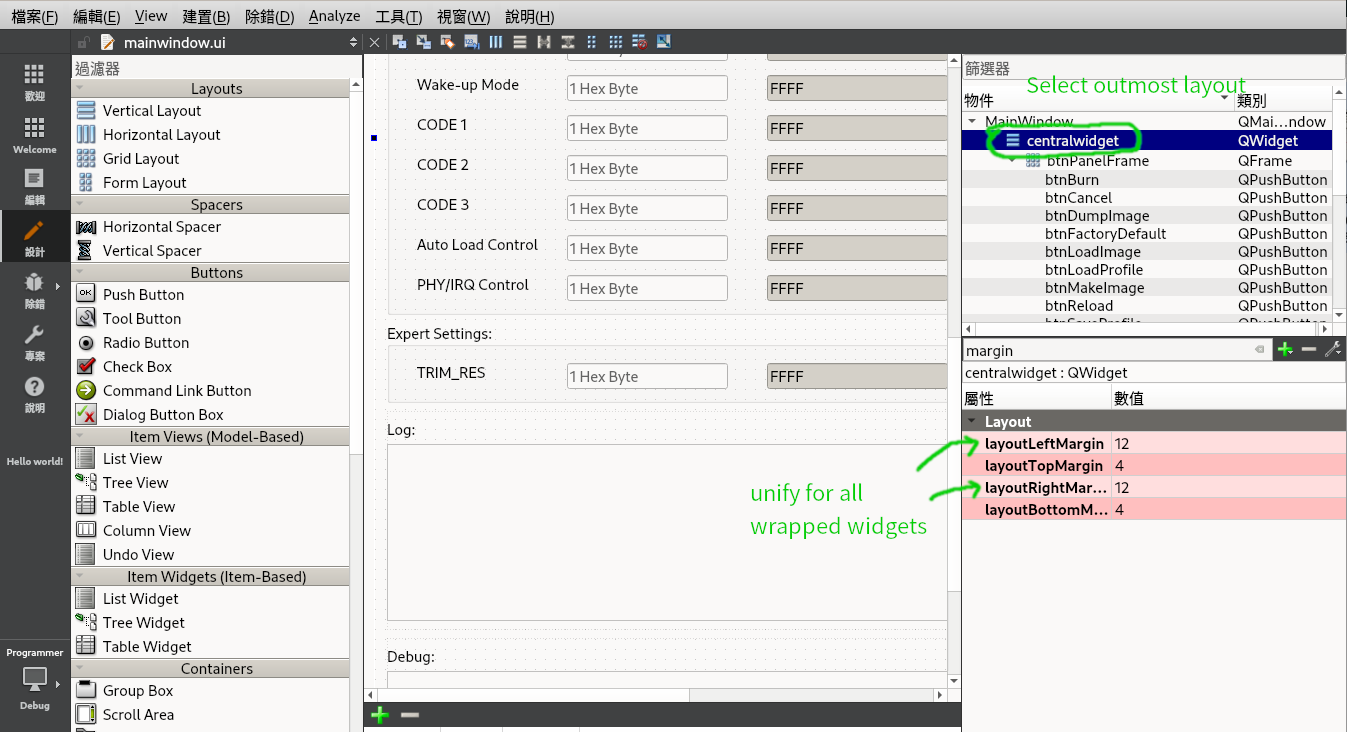 檔案(F) 編輯(E) View 建置(B) 除錯(D) Analyze 工具(T) 視窗(W) 說明(H)
mainwindow.ui
歡迎
Welcome
編輯
設計
除錯
專案
說明
Hello world!
Programmer
Debug
過濾器
Layouts
Vertical Layout
Horizontal Layout
Grid Layout
Form Layout
Spacers
Horizontal Spacer
Vertical Spacer
Buttons
OK Push Button
Tool Button
Radio Button
Check Box
Command Link Button
Dialog Button Box
Item Views (Model-Based)
List View
Tree View
Table View
Column View
Undo View
Item Widgets (Item-Based)
List Widget
Tree Widget
Table Widget
Containers
Group Box
Scroll Area
Wake-up Mode 1 Hex Byte FFFF
CODE 1 1 Hex Byte FFFF
CODE 2 1 Hex Byte FFFF
CODE 3 1 Hex Byte FFFF
Auto Load Control 1 Hex Byte FFFF
PHY/IRQ Control 1 Hex Byte FFFF
Expert Settings:
TRIM_RES 1 Hex Byte FFFF
Log:
unify for all
wrapped widgets
Debug:
篩選器
Select outmost layout
物件 類別
MainWindow QMai...ndow
centralwidget QWidget
btnPanelFrame QFrame
btnBurn QPushButton
btnCancel QPushButton
btnDumpImage QPushButton
btnFactoryDefault QPushButton
btnLoadImage QPushButton
btnLoadProfile QPushButton
btnMakeImage QPushButton
btnReload QPushButton
btnSaveProfile QPushButton
margin
centralwidget : QWidget
屬性 數值
Layout
layoutLeftMargin 12
layoutTopMargin 4
layoutRightMar... 12
layoutBottomM... 4